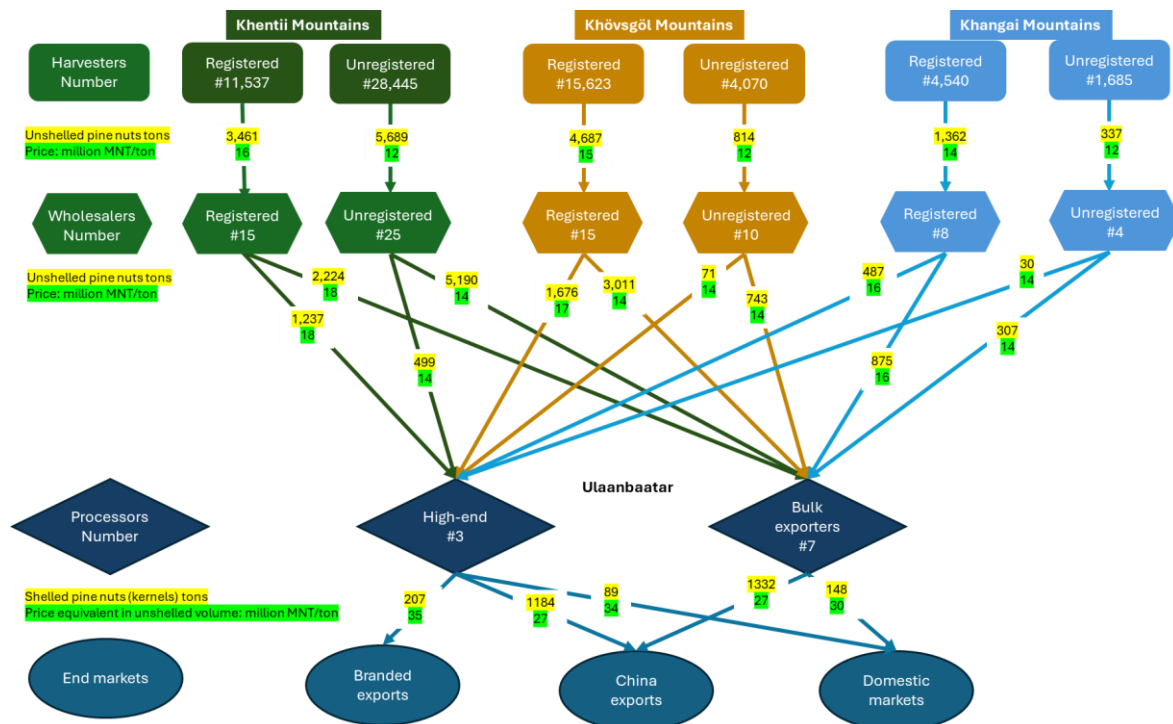 Khentii Mountains
Khövsgöl Mountains
Khangai Mountains
Harvesters
Number
Registered
#11,537
Unregistered
#28,445
Registered
#15,623
Unregistered
#4,070
Registered
#4,540
Unregistered
#1,685
Unshelled pine nuts tons
Price: million MNT/ton
3,461
16
5,689
12
4,687
15
814
12
1,362
14
337
12
Wholesalers
Number
Registered
#15
Unregistered
#25
Registered
#15
Unregistered
#10
Registered
#8
Unregistered
#4
Unshelled pine nuts tons
Price: million MNT/ton
2,224
18
1,237
18
5,190
14
499
14
1,676
17
3,011
14
71
14
743
14
487
16
875
16
30
14
307
14
Ulaanbaatar
Processors
Number
High-end
#3
Bulk
exporters
#7
Shelled pine nuts (kernels) tons
Price equivalent in unshelled volume: million MNT/ton
207
35
1184
27
89
34
1332
27
148
30
End markets
Branded
exports
China
exports
Domestic
markets